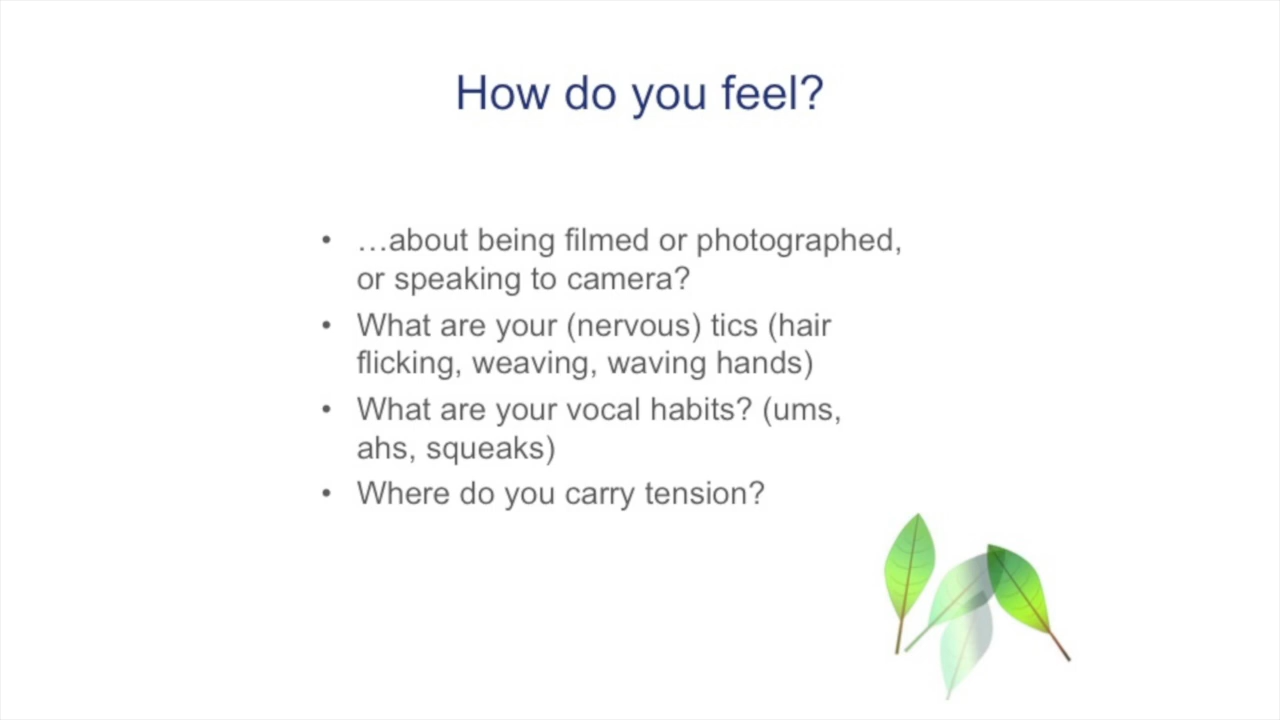 How do you feel?
• …about being filmed or photographed,
or speaking to camera?
• What are your (nervous) tics (hair
flicking, weaving, waving hands)
• What are your vocal habits? (ums,
ahs, squeaks)
• Where do you carry tension?